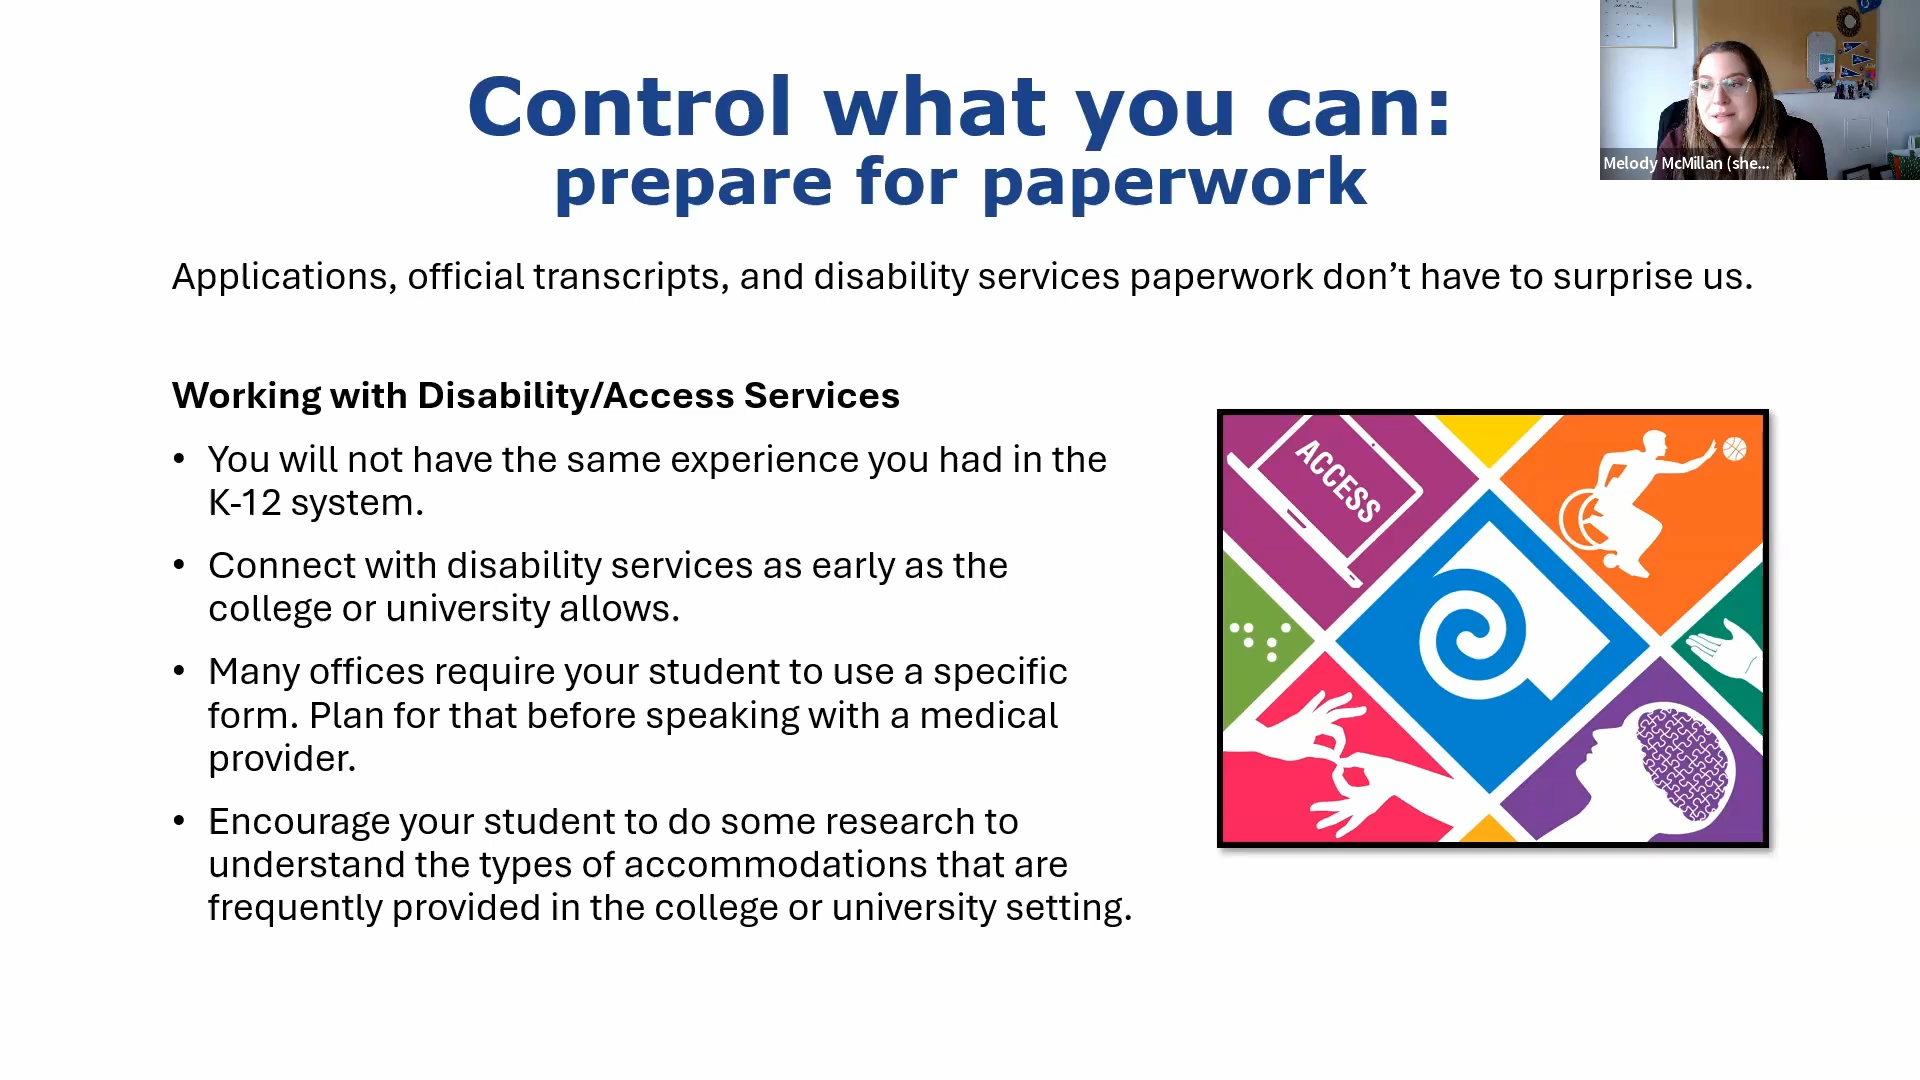 Control what you can:
prepare for paperwork
Melody McMillan (she...
Applications, official transcripts, and disability services paperwork don’t have to surprise us.
Working with Disability/Access Services
• You will not have the same experience you had in the
K-12 system.
• Connect with disability services as early as the
college or university allows.
• Many offices require your student to use a specific
form. Plan for that before speaking with a medical
provider.
• Encourage your student to do some research to
understand the types of accommodations that are
frequently provided in the college or university setting.
ACCESS